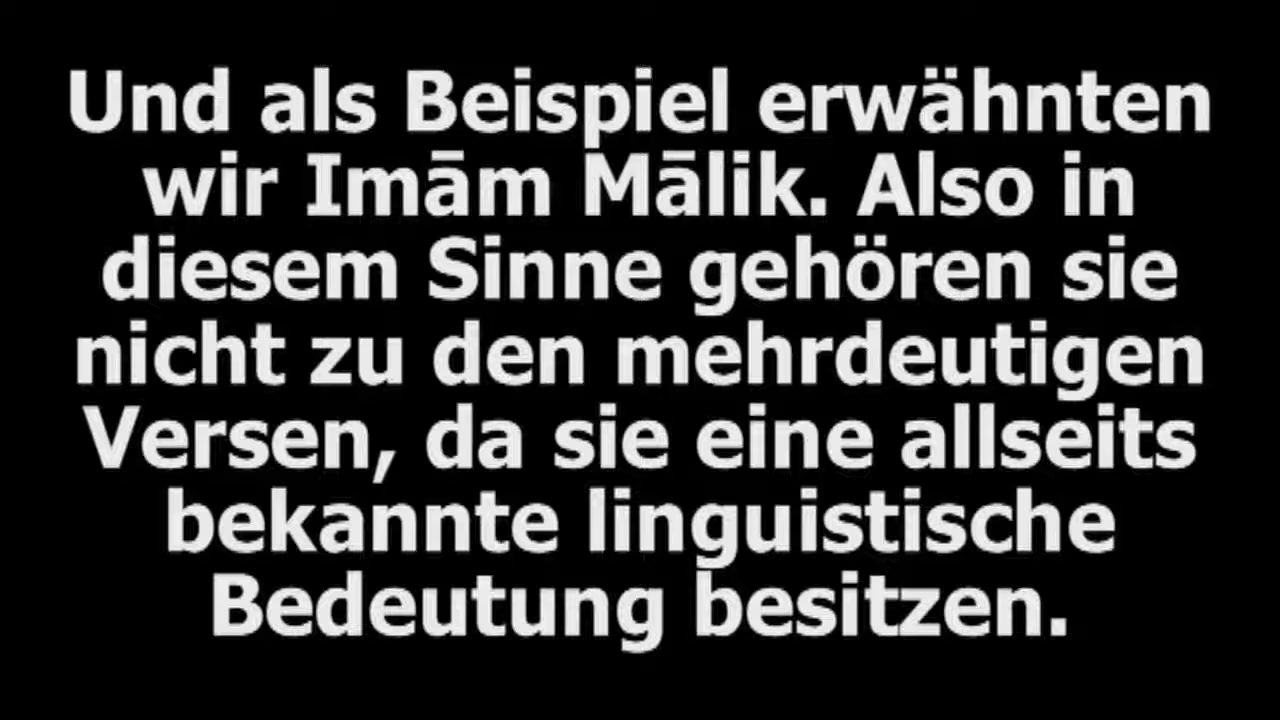 Und als Beispiel erwähnten
wir Imām Mālik. Also in
diesem Sinne gehören sie
nicht zu den mehrdeutigen
Versen, da sie eine allseits
bekannte linguistische
Bedeutung besitzen.